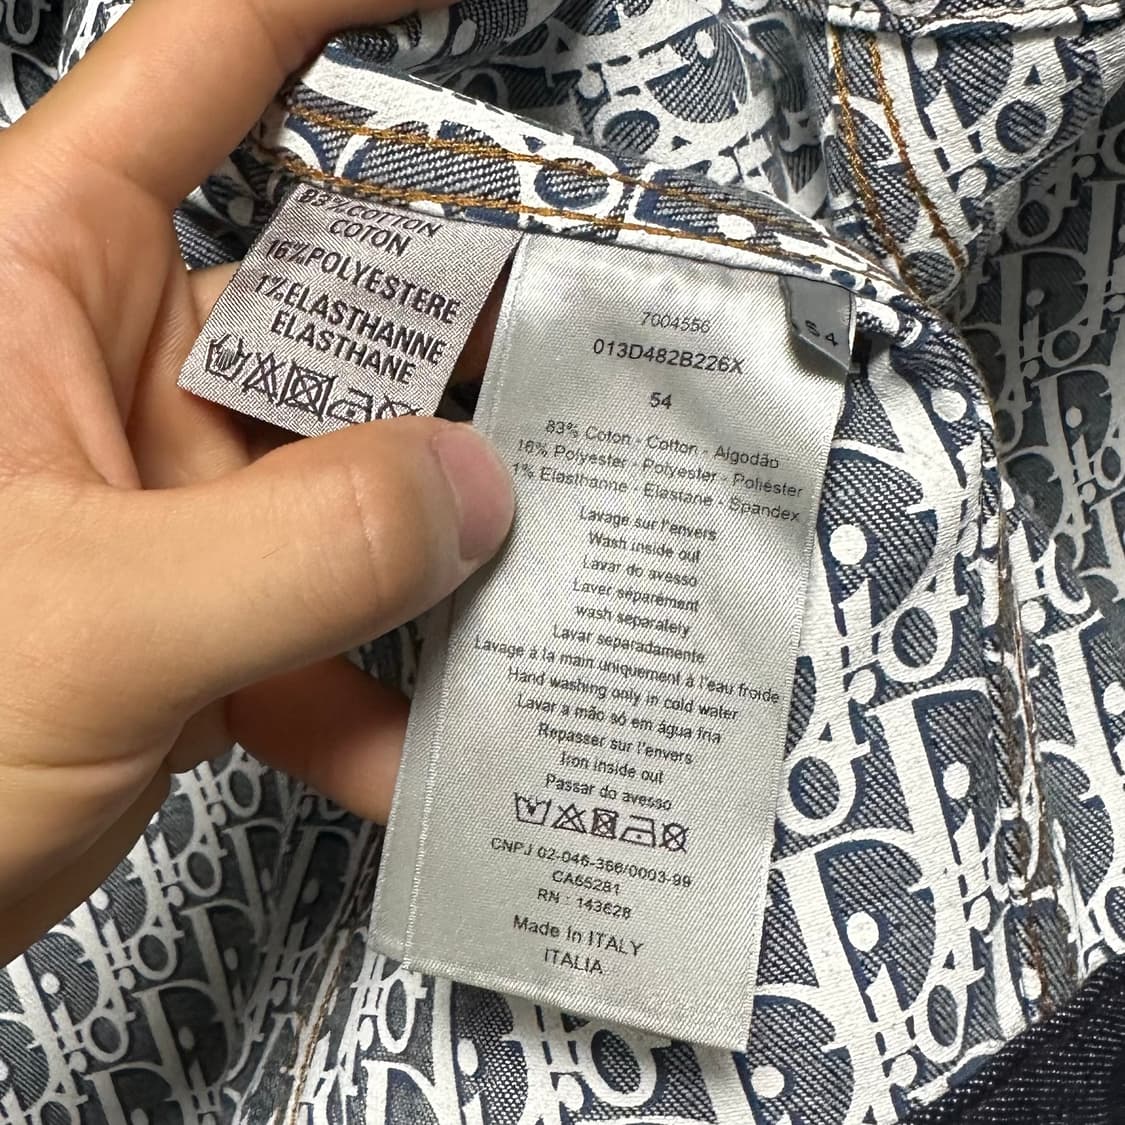 83% COTTON
COTON
16%POLYESTERE
1%ELASTHANNE
ELASTHANE
7004556
013D482B226X
54
54
83% Coton - Cotton - Algodão
16% Polyester - Polyester - Poliéster
1% Elasthanne - Elastane - Spandex
Lavage sur l'envers
Wash inside out
Lavar do avesso
Laver séparément
wash separately
Lavar separadamente
Lavage à la main uniquement à l'eau froide
Hand washing only in cold water
Lavar a mão só em água fria
Repasser sur l'envers
Iron inside out
Passar do avesso
CNPJ 02-046-366/0003-99
CA65281
RN : 143628
Made In ITALY
ITALIA
Dior